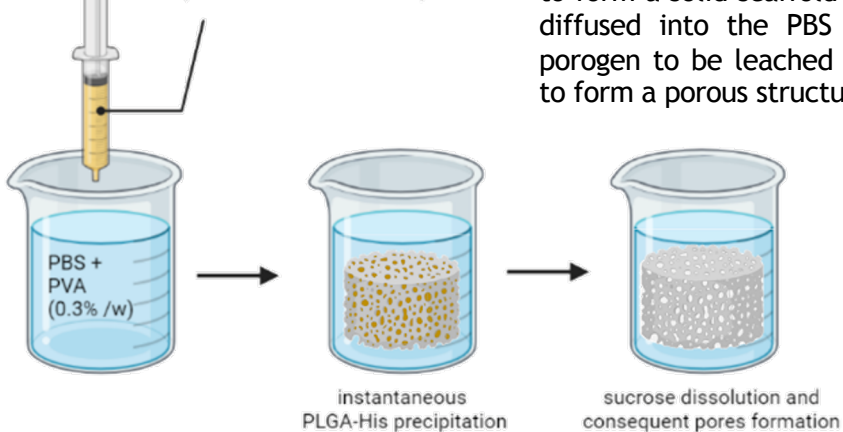 to form a solid scaffold
diffused into the PBS
porogen to be leached
to form a porous structu
PBS +
PVA
(0.3% /w)
instantaneous
PLGA-His precipitation
sucrose dissolution and
consequent pores formation